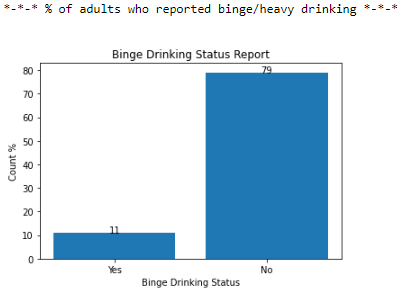 *-*-* % of adults who reported binge/heavy drinking *-*-*
Binge Drinking Status Report
80
70
60
50
40
30
20
10
0
Count %
11
79
Yes
No
Binge Drinking Status